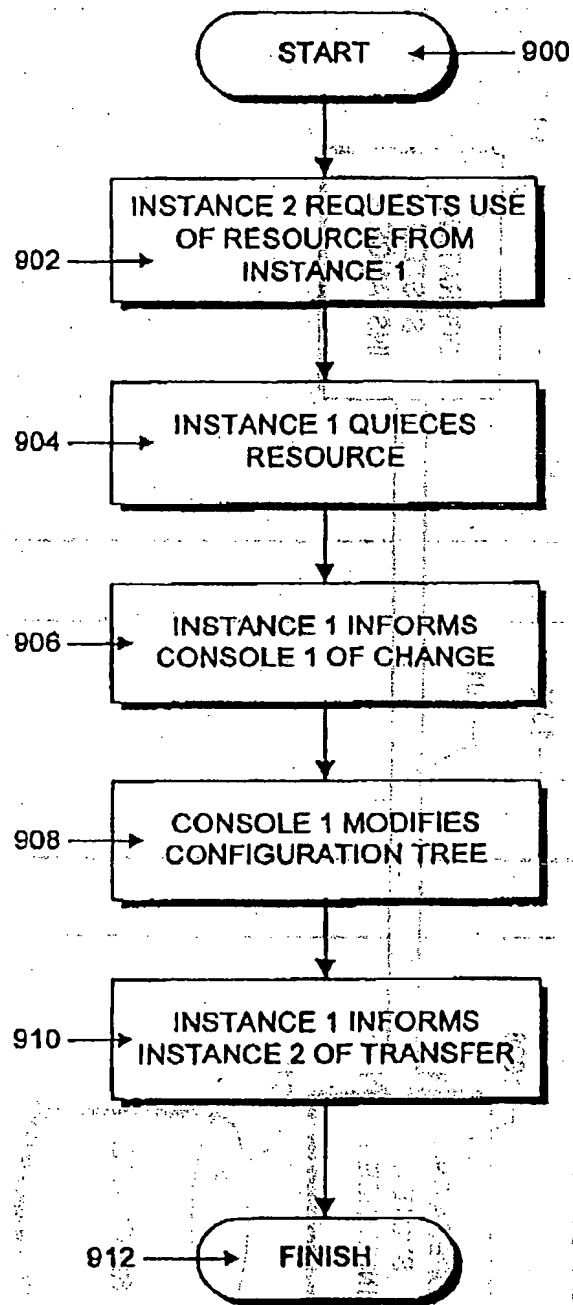 START
900
INSTANCE 2 REQUESTS USE
OF RESOURCE FROM
INSTANCE 1
902
INSTANCE 1 QUIECES
RESOURCE
904
INSTANCE 1 INFORMS
CONSOLE 1 OF CHANGE
906
CONSOLE 1 MODIFIES
CONFIGURATION TREE
908
INSTANCE 1 INFORMS
INSTANCE 2 OF TRANSFER
910
FINISH
912